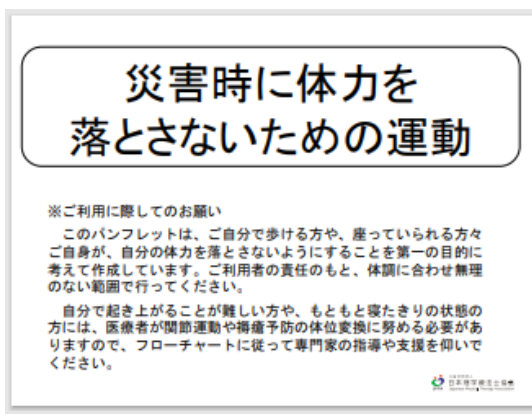 災害時に体力を
落とさないための運動
※ご利用に際してのお願い
このパンフレットは、ご自分で歩ける方や、座っていられる方々
ご自身が、自分の体力を落とさないようにすることを第一の目的に
考えて作成しています。ご利用者の責任のもと、体調に合わせ無理
のない範囲で行ってください。
自分で起き上がることが難しい方や、もともと寝たきりの状態の
方には、医療者が関節運動や褥瘡予防の体位変換に努める必要があ
りますので、フローチャートに従って専門家の指導や支援を仰いで
ください。
日本理学療法士協会